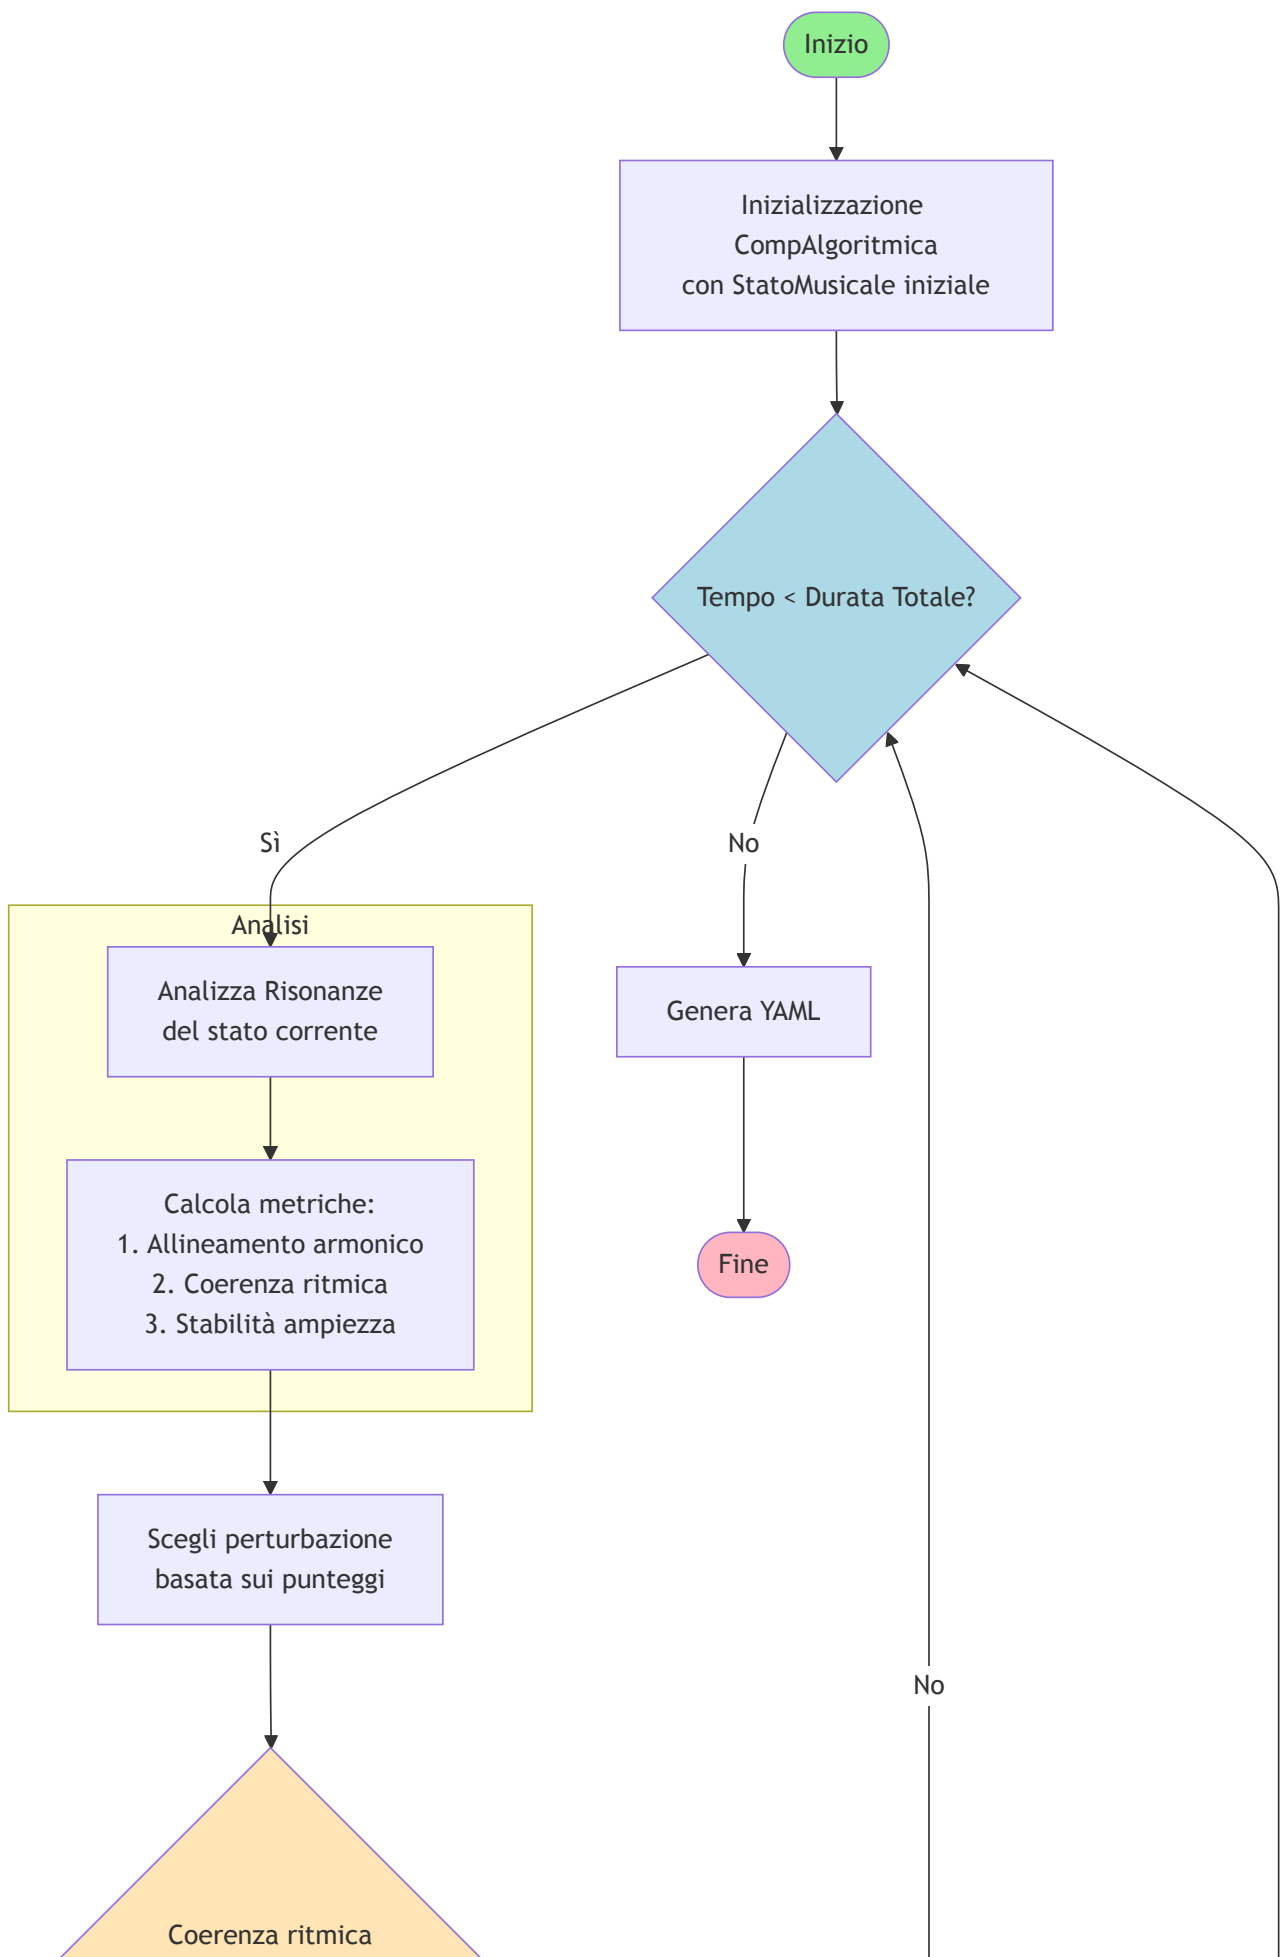 Inizio
Inizializzazione
CompAlgoritmica
con StatoMusicale iniziale
Tempo < Durata Totale?
Sì
No
Analisi
Analizza Risonanze
del stato corrente
Genera YAML
Calcola metriche:
1. Allineamento armonico
2. Coerenza ritmica
3. Stabilità ampiezza
Fine
Scegli perturbazione
basata sui punteggi
No
Coerenza ritmica